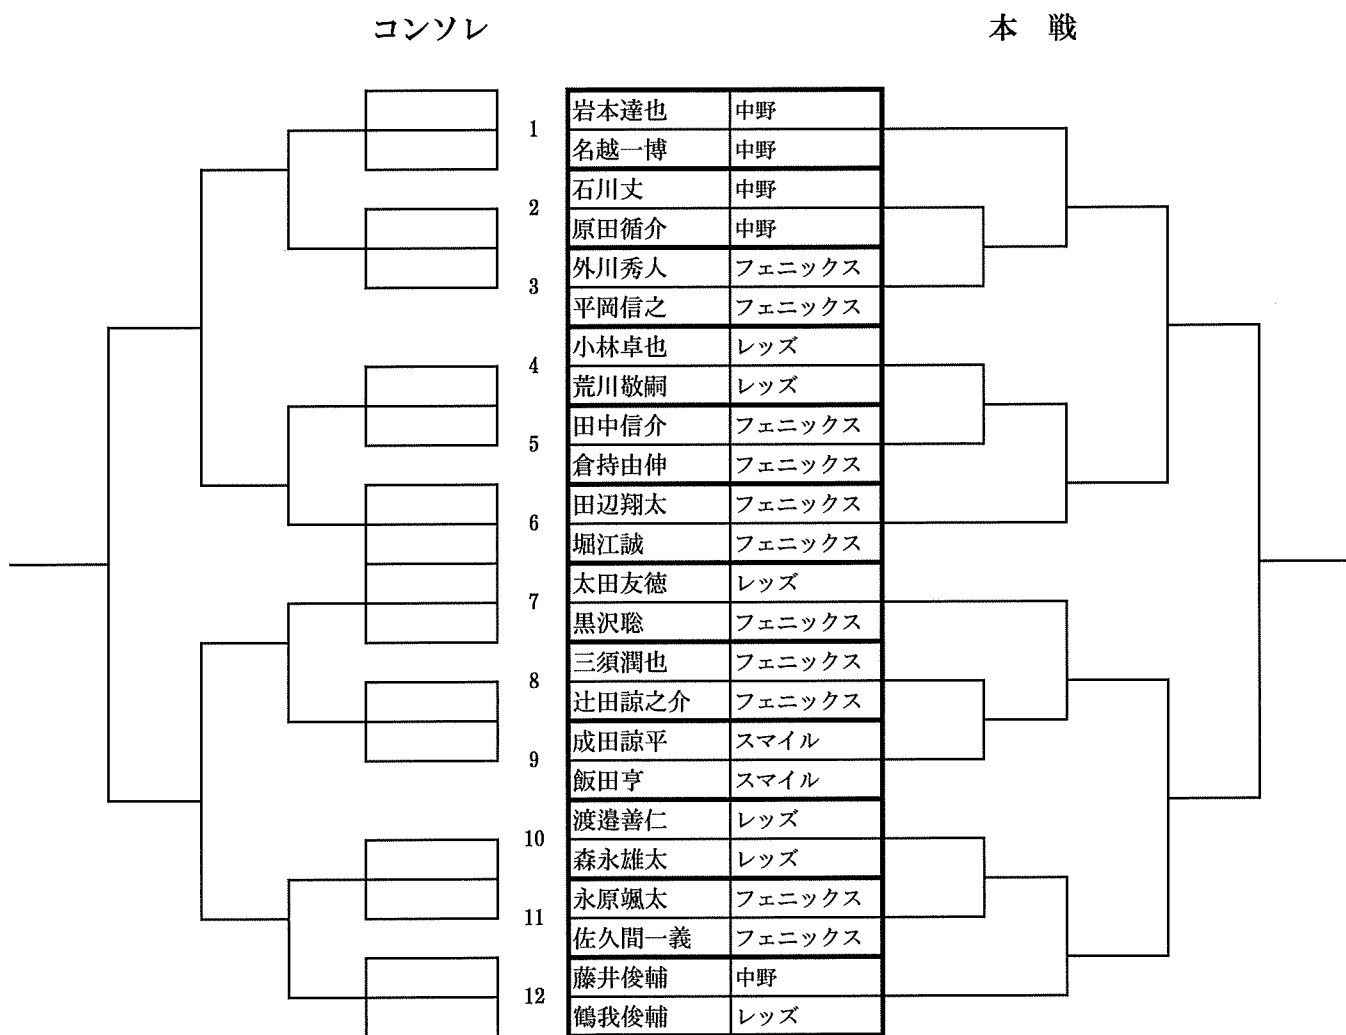 コンソレ 本 戦
岩本達也 中野
1
名越一博 中野
石川丈 中野
2
原田循介 中野
外川秀人 フェニックス
3
平岡信之 フェニックス
小林卓也 レッズ
4
荒川敬嗣 レッズ
田中信介 フェニックス
5
倉持由伸 フェニックス
田辺翔太 フェニックス
6
堀江誠 フェニックス
太田友徳 レッズ
7
黒沢聡 フェニックス
三須潤也 フェニックス
8
辻田諒之介 フェニックス
成田諒平 スマイル
9
飯田亨 スマイル
渡邉善仁 レッズ
10
森永雄太 レッズ
永原颯太 フェニックス
11
佐久間一義 フェニックス
藤井俊輔 中野
12
鶴我俊輔 レッズ